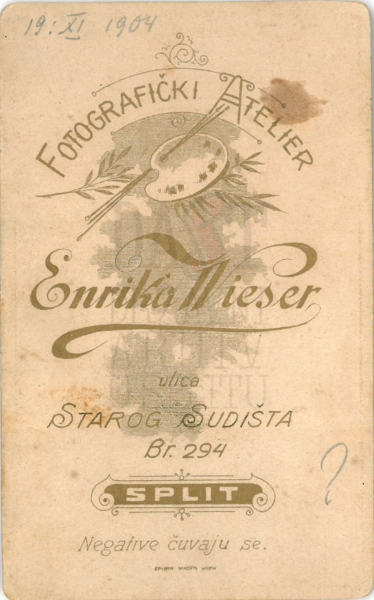 19. XI 1904
FOTOGRAFIČKI ATELIER
Enrika Wieser
ulica
STAROG SUDIŠTA
Br. 294
SPLIT
?
Negative čuvaju se.